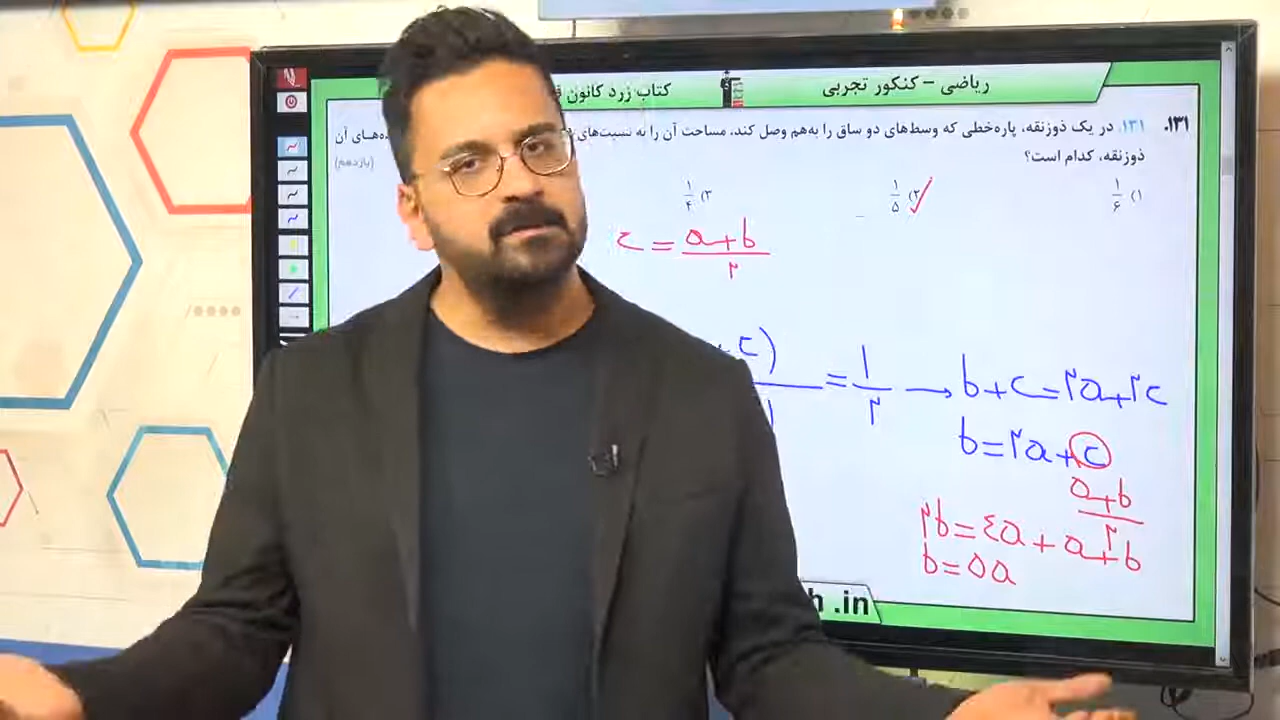 ریاضی – کنکور تجربی
کتاب زرد کانون
۱۳۱. ۱۳۱. در یک ذوزنقه، پاره‌خطی که وسط‌های دو ساق را به‌هم وصل کند، مساحت آن را به نسبت‌های
ذوزنقه، کدام است؟ (یازدهم)
۱) ۱/۶ ۲) ۱/۵ ۳) ۱/۴
c = a+b/۲
c) = ۱/۲ → b+c=۲a+۲c
b=۲a+c
a+b/۲
۲b=٤a+a+b
b=۵a
h .in